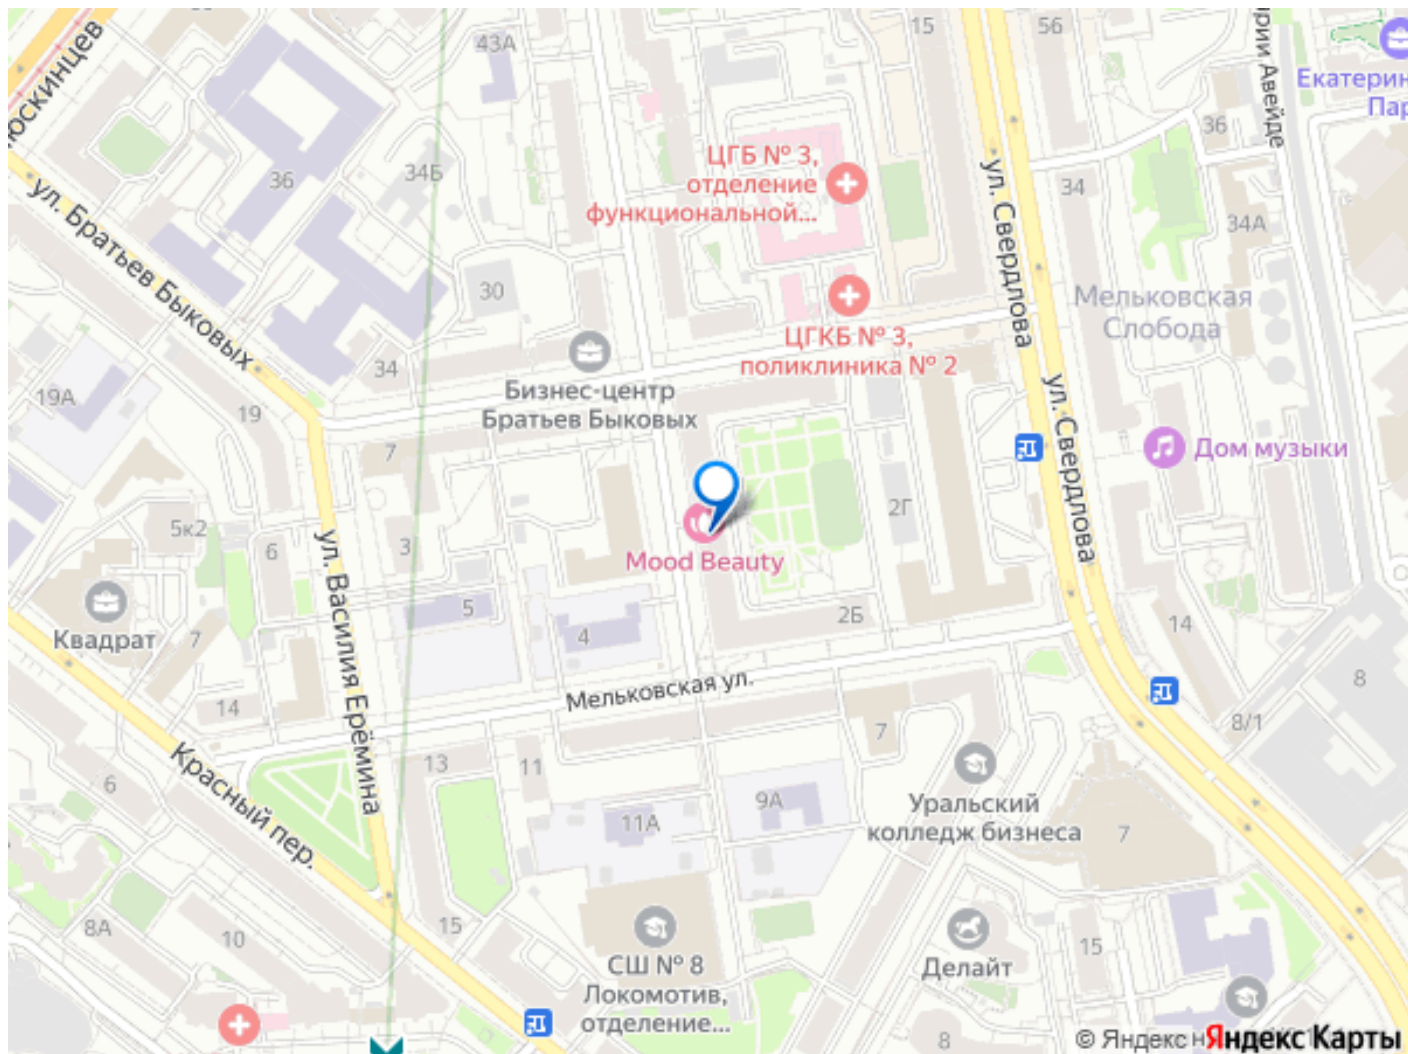 43А
15
56
рии Авейде
Екатерин
Пар
юскинцев
36
ЦГБ № 3,
отделение
функциональной...
34Б
36
34
ул. Свердлова
34А
ул. Братьев Быковых
30
Мельковская
Слобода
ЦГКБ № 3,
поликлиника № 2
34
19А
19
Бизнес-центр
Братьев Быковых
7
ул. Свердлова
Дом музыки
2Г
5к2
6
3
ул. Василия Ерёмина
Mood Beauty
Квадрат
7
5
4
2Б
14
8
14
Мельковская ул.
7
8/1
Красный пер.
6
13
11
9А
11А
Уральский
колледж бизнеса
7
8А
10
15
СШ № 8
Локомотив,
отделение...
Делайт
15
8
© Яндекс
Яндекс Карты